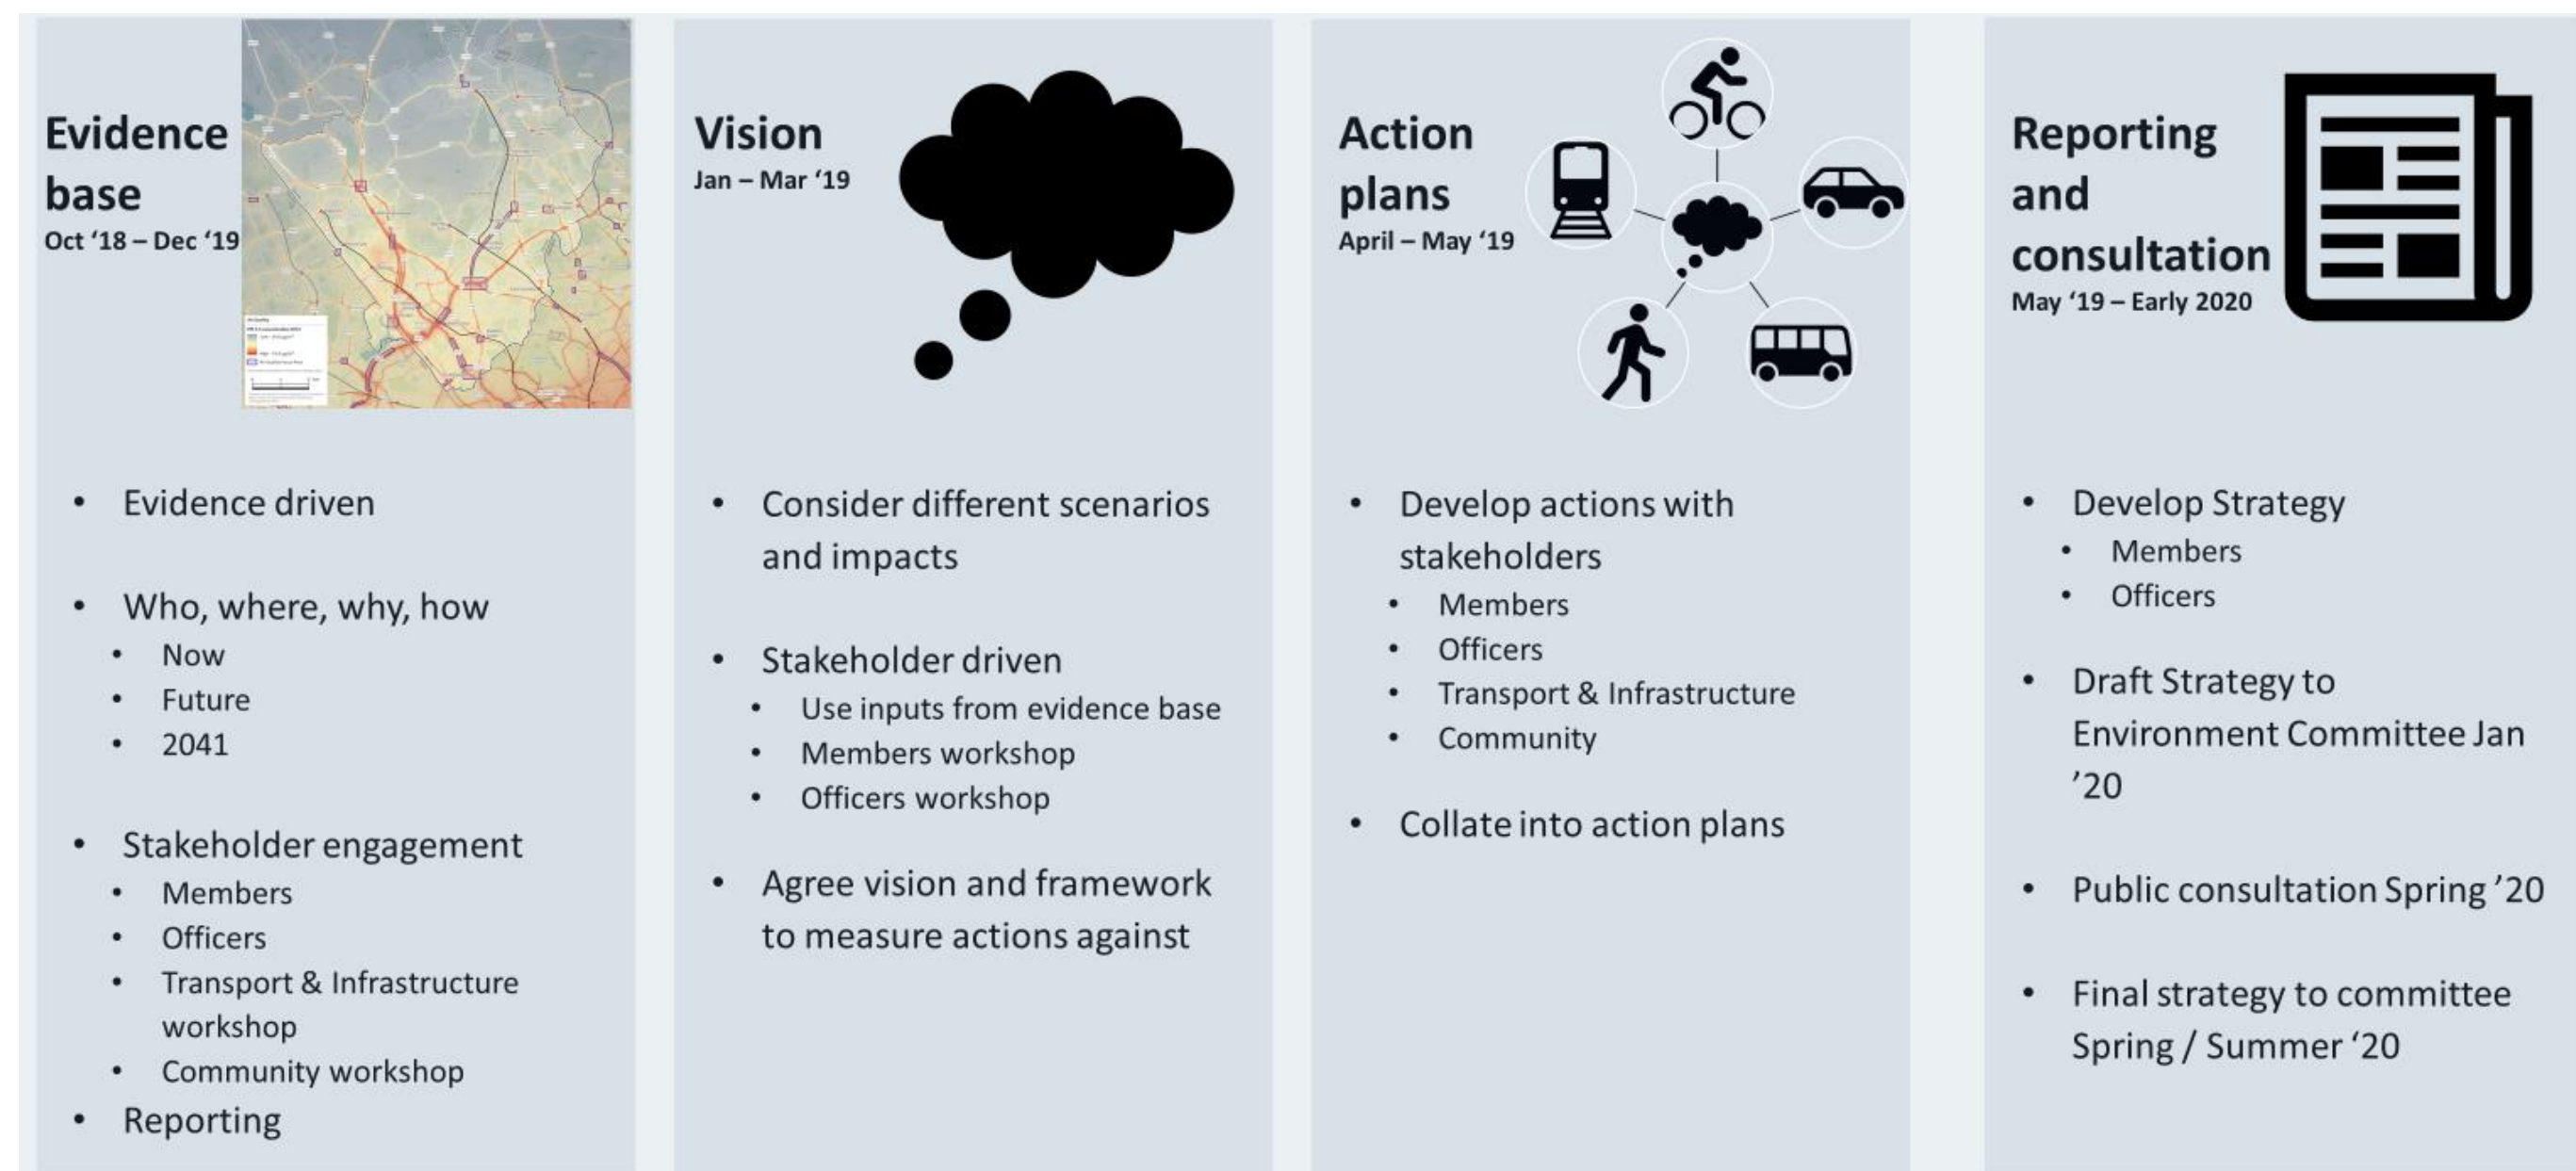 Evidence
base
Oct ‘18 – Dec ‘19
Evidence driven
Who, where, why, how
Now
Future
2041
Stakeholder engagement
Members
Officers
Transport & Infrastructure
workshop
Community workshop
Reporting
Vision
Jan – Mar ‘19
Consider different scenarios
and impacts
Stakeholder driven
Use inputs from evidence base
Members workshop
Officers workshop
Agree vision and framework
to measure actions against
Action
plans
April – May ‘19
Develop actions with
stakeholders
Members
Officers
Transport & Infrastructure
Community
Collate into action plans
Reporting
and
consultation
May ‘19 – Early 2020
Develop Strategy
Members
Officers
Draft Strategy to
Environment Committee Jan
’20
Public consultation Spring ’20
Final strategy to committee
Spring / Summer ‘20